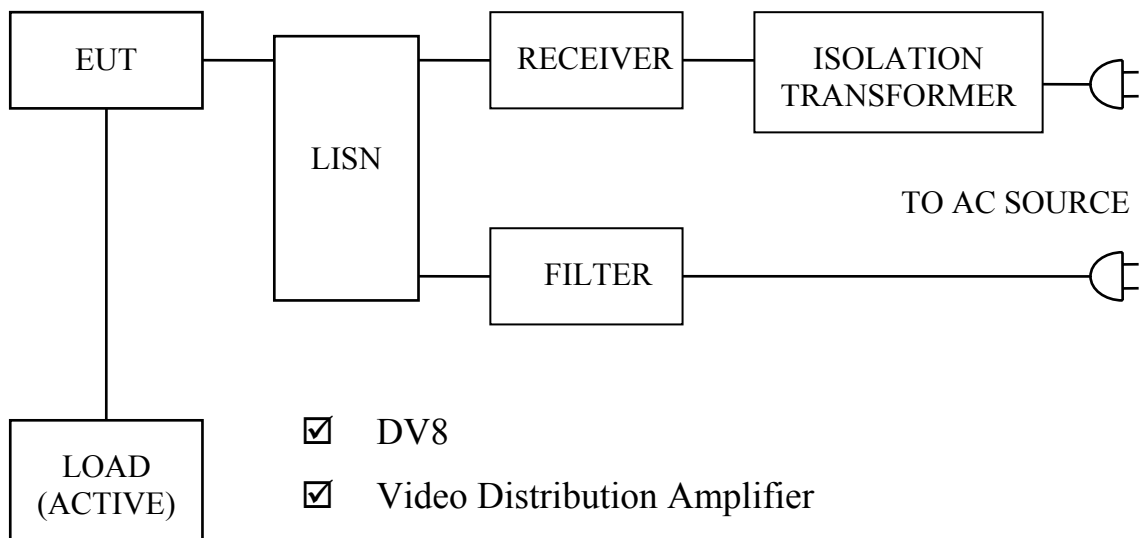 EUT
LISN
RECEIVER
ISOLATION
TRANSFORMER
TO AC SOURCE
FILTER
LOAD
(ACTIVE)
☑ DV8
☑ Video Distribution Amplifier